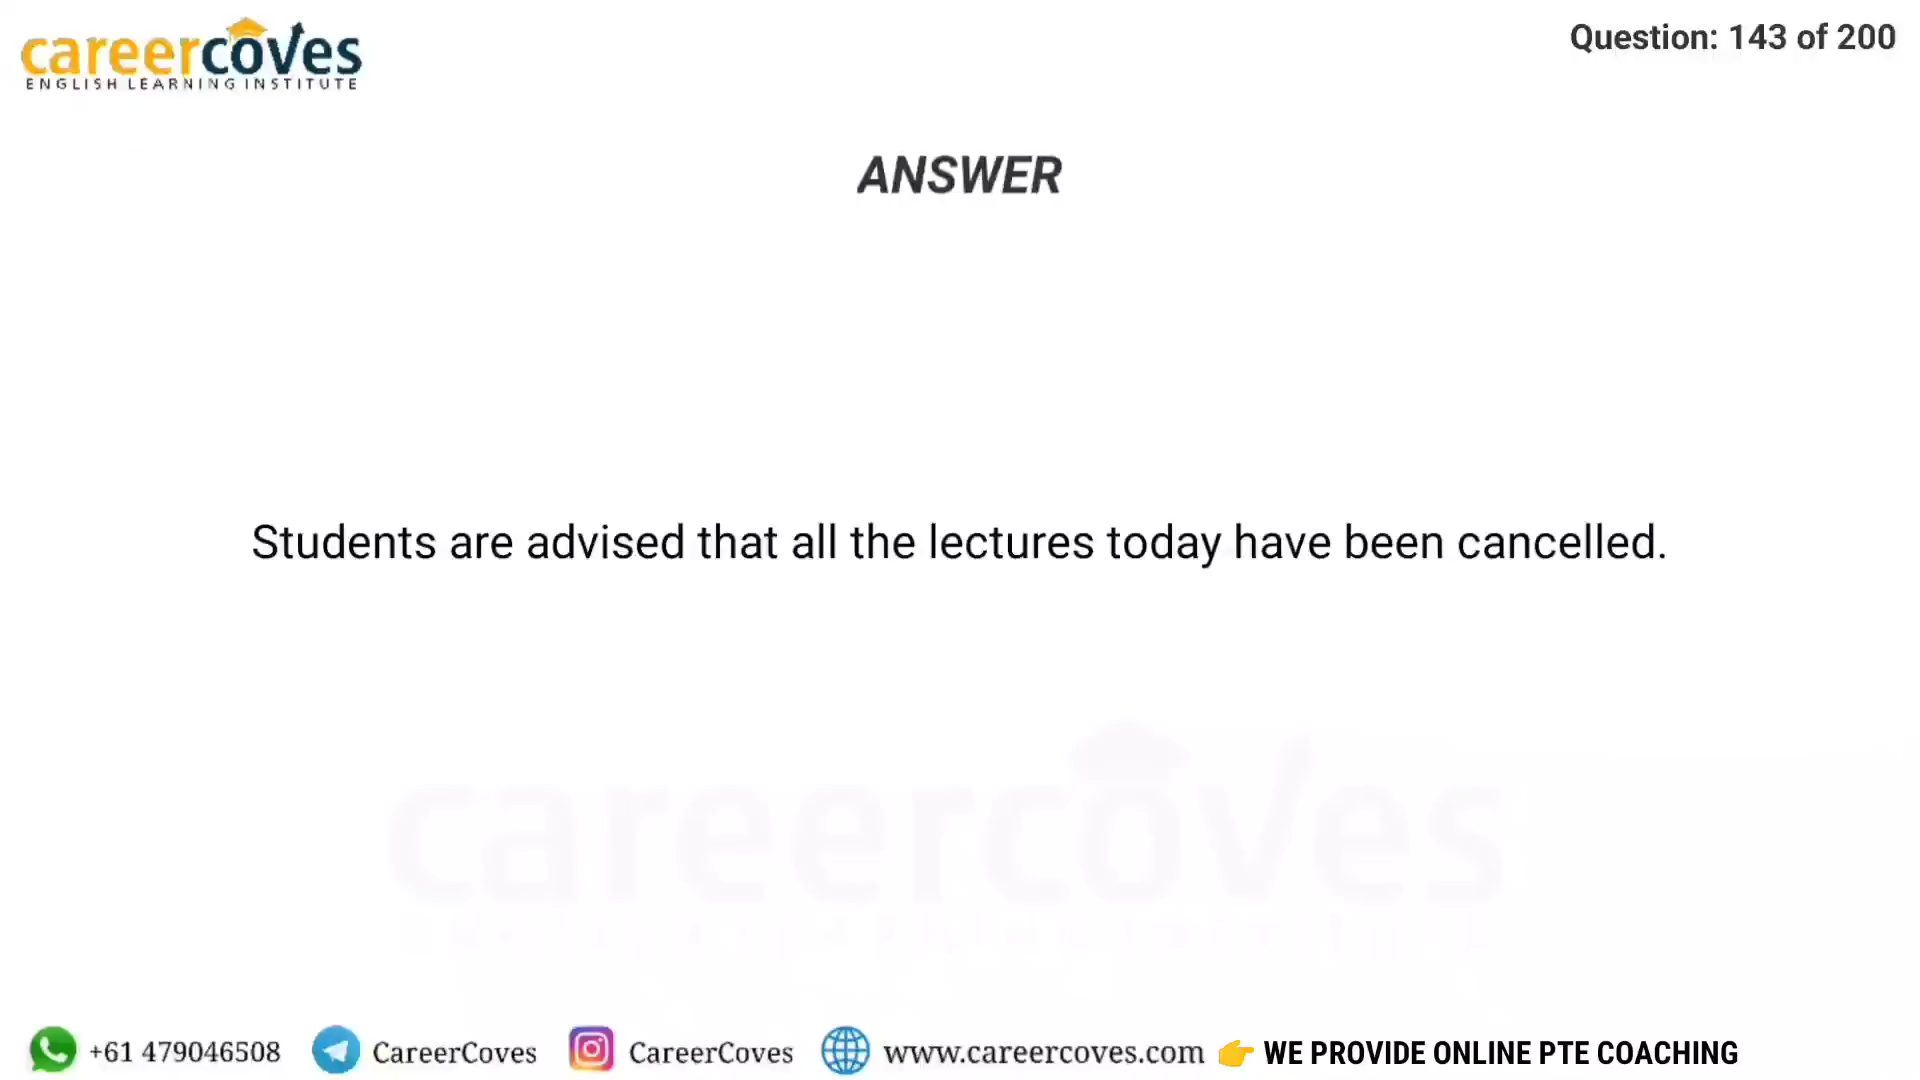 careercoves
ENGLISH LEARNING INSTITUTE
Question: 143 of 200
ANSWER
Students are advised that all the lectures today have been cancelled.
careercoves
+61 479046508 CareerCoves CareerCoves www.careercoves.com 👉 WE PROVIDE ONLINE PTE COACHING